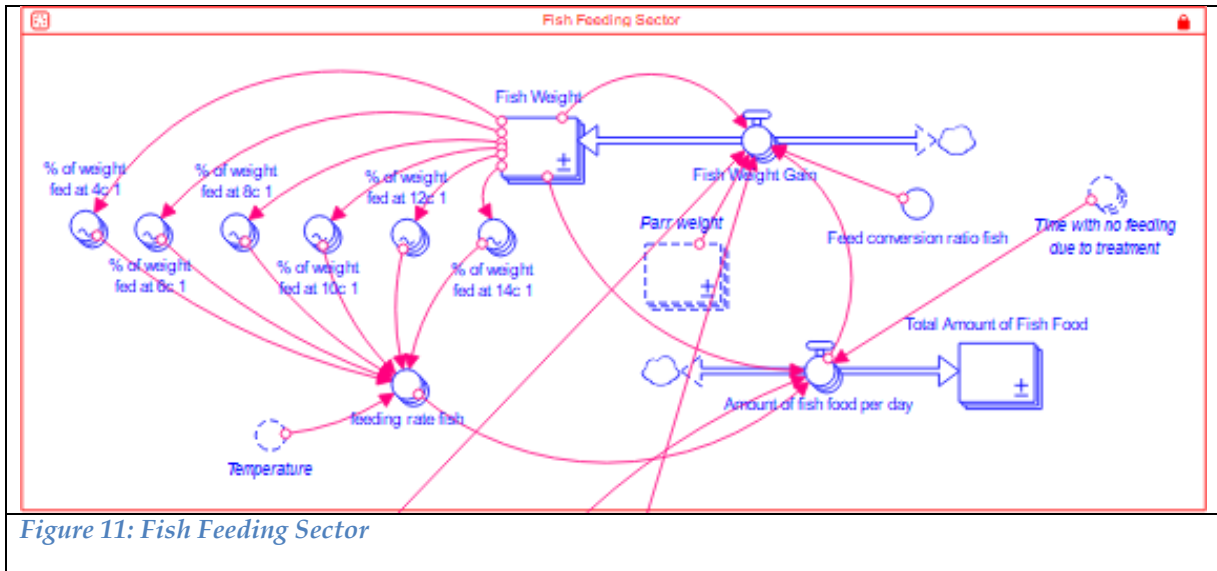 Fish Feeding Sector
Fish Weight
% of weight
fed at 4c 1
% of weight
fed at 8c 1
% of weight
fed at 12c 1
Fish Weight Gain
Parr weight
Feed conversion ratio fish
Time with no feeding
due to treatment
% of weight
fed at 6c 1
% of weight
fed at 10c 1
% of weight
fed at 14c 1
Total Amount of Fish Food
feeding rate fish
Amount of fish food per day
Temperature
Figure 11: Fish Feeding Sector